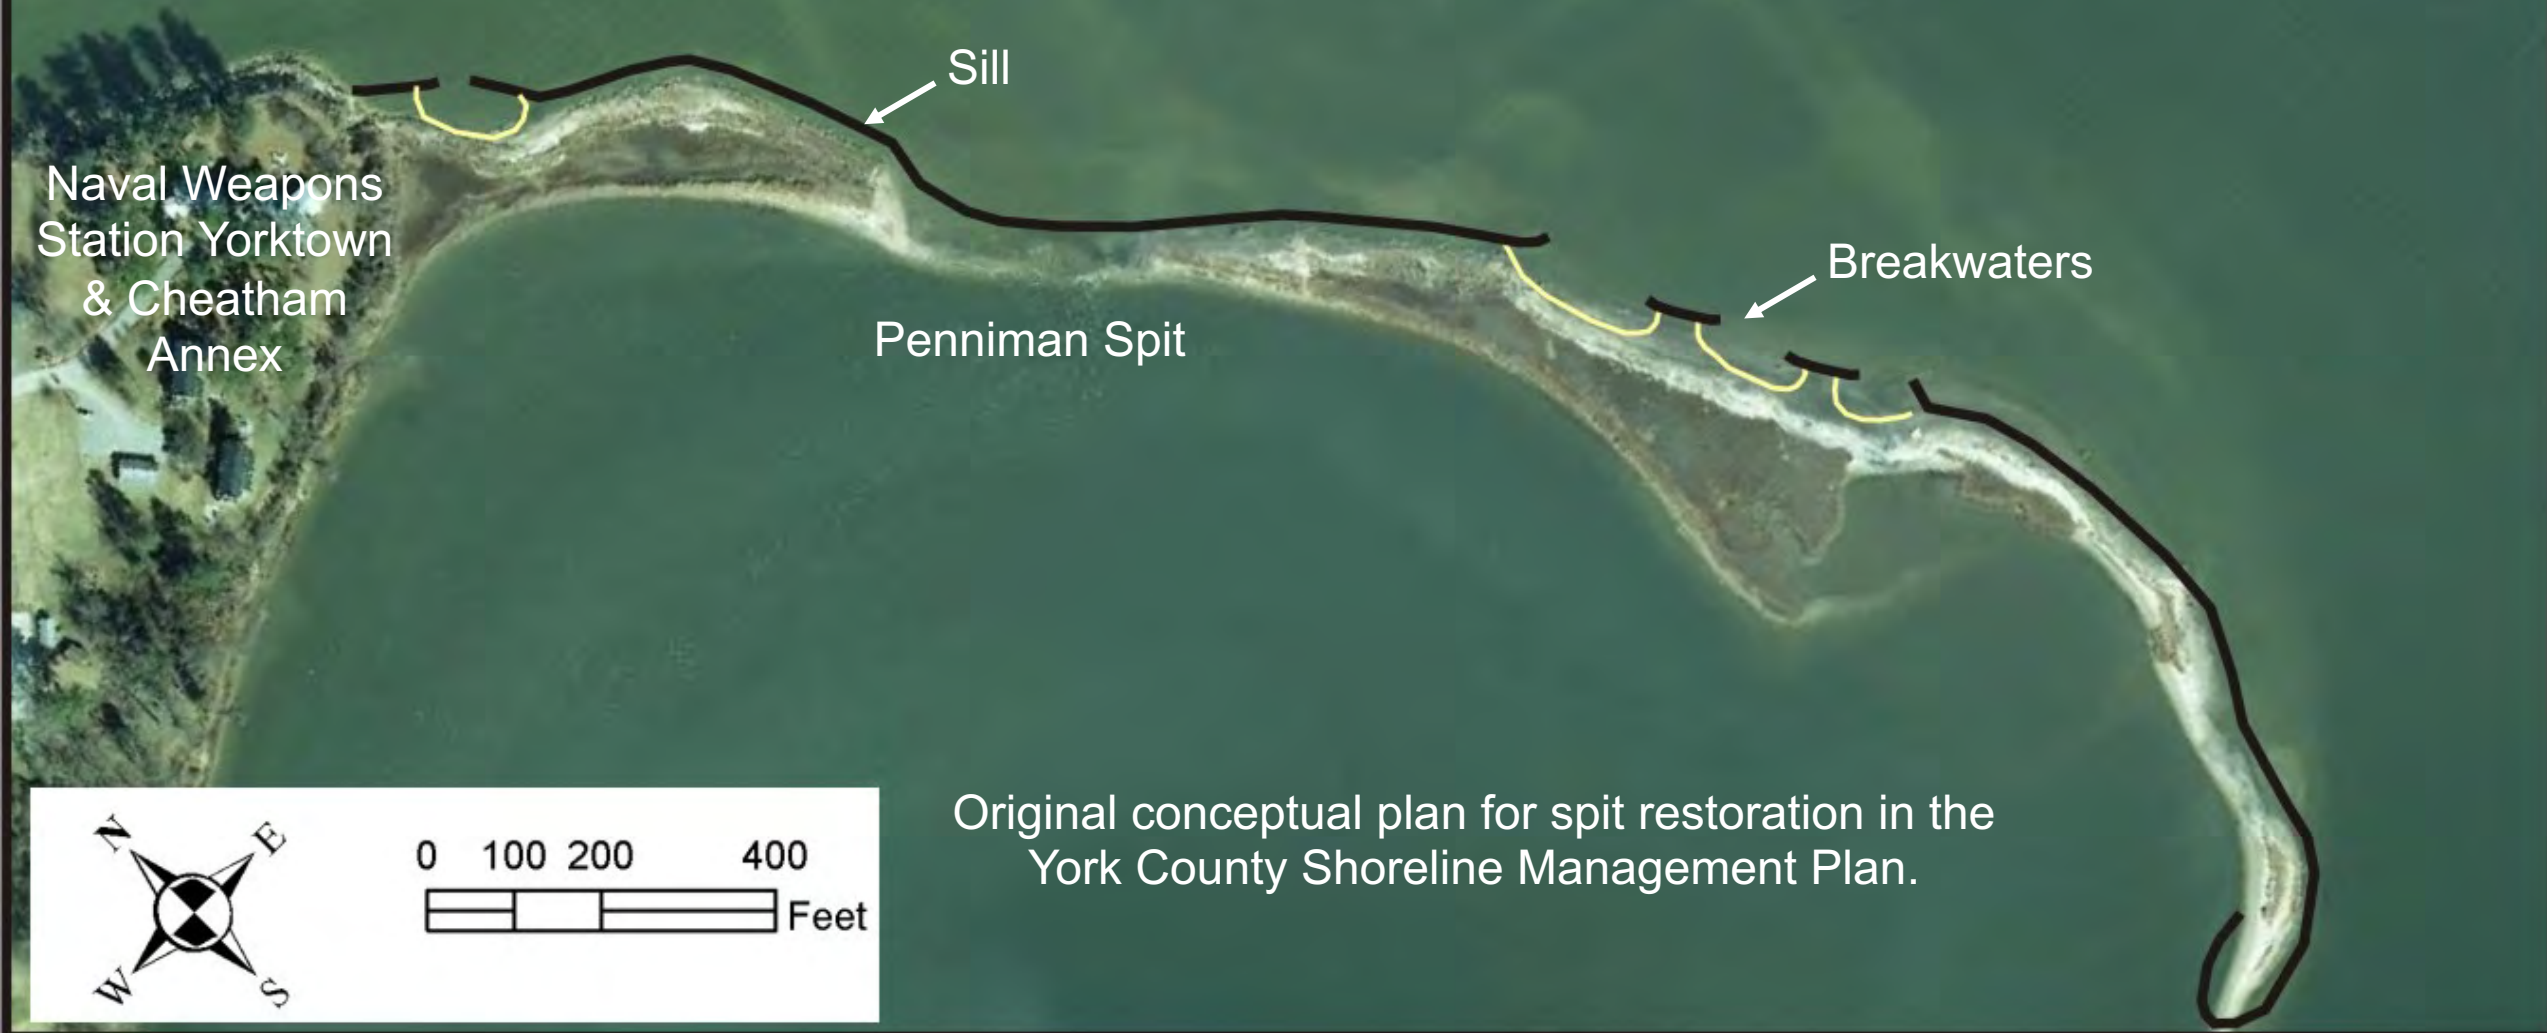 Sill
Naval Weapons
Station Yorktown
& Cheatham
Annex
Breakwaters
Penniman Spit
N
E
W
S
0 100 200 400
Feet
Original conceptual plan for spit restoration in the
York County Shoreline Management Plan.